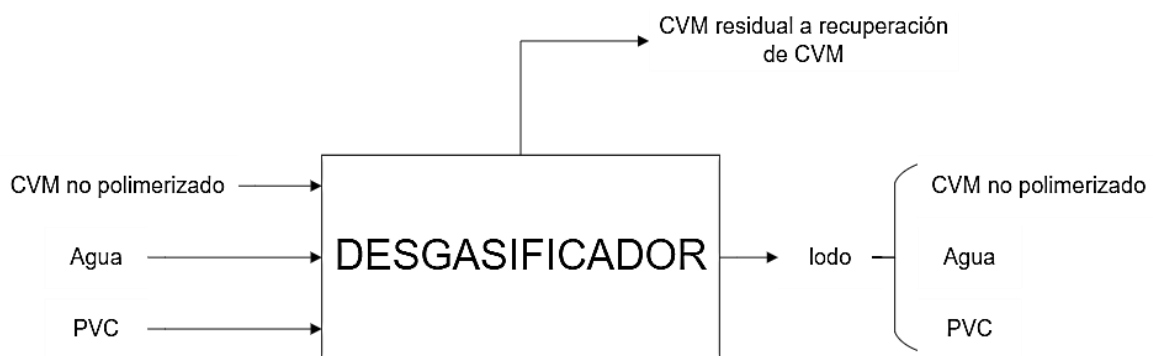 CVM residual a recuperación
de CVM
CVM no polimerizado
Agua
PVC
DESGASIFICADOR
lodo
CVM no polimerizado
Agua
PVC